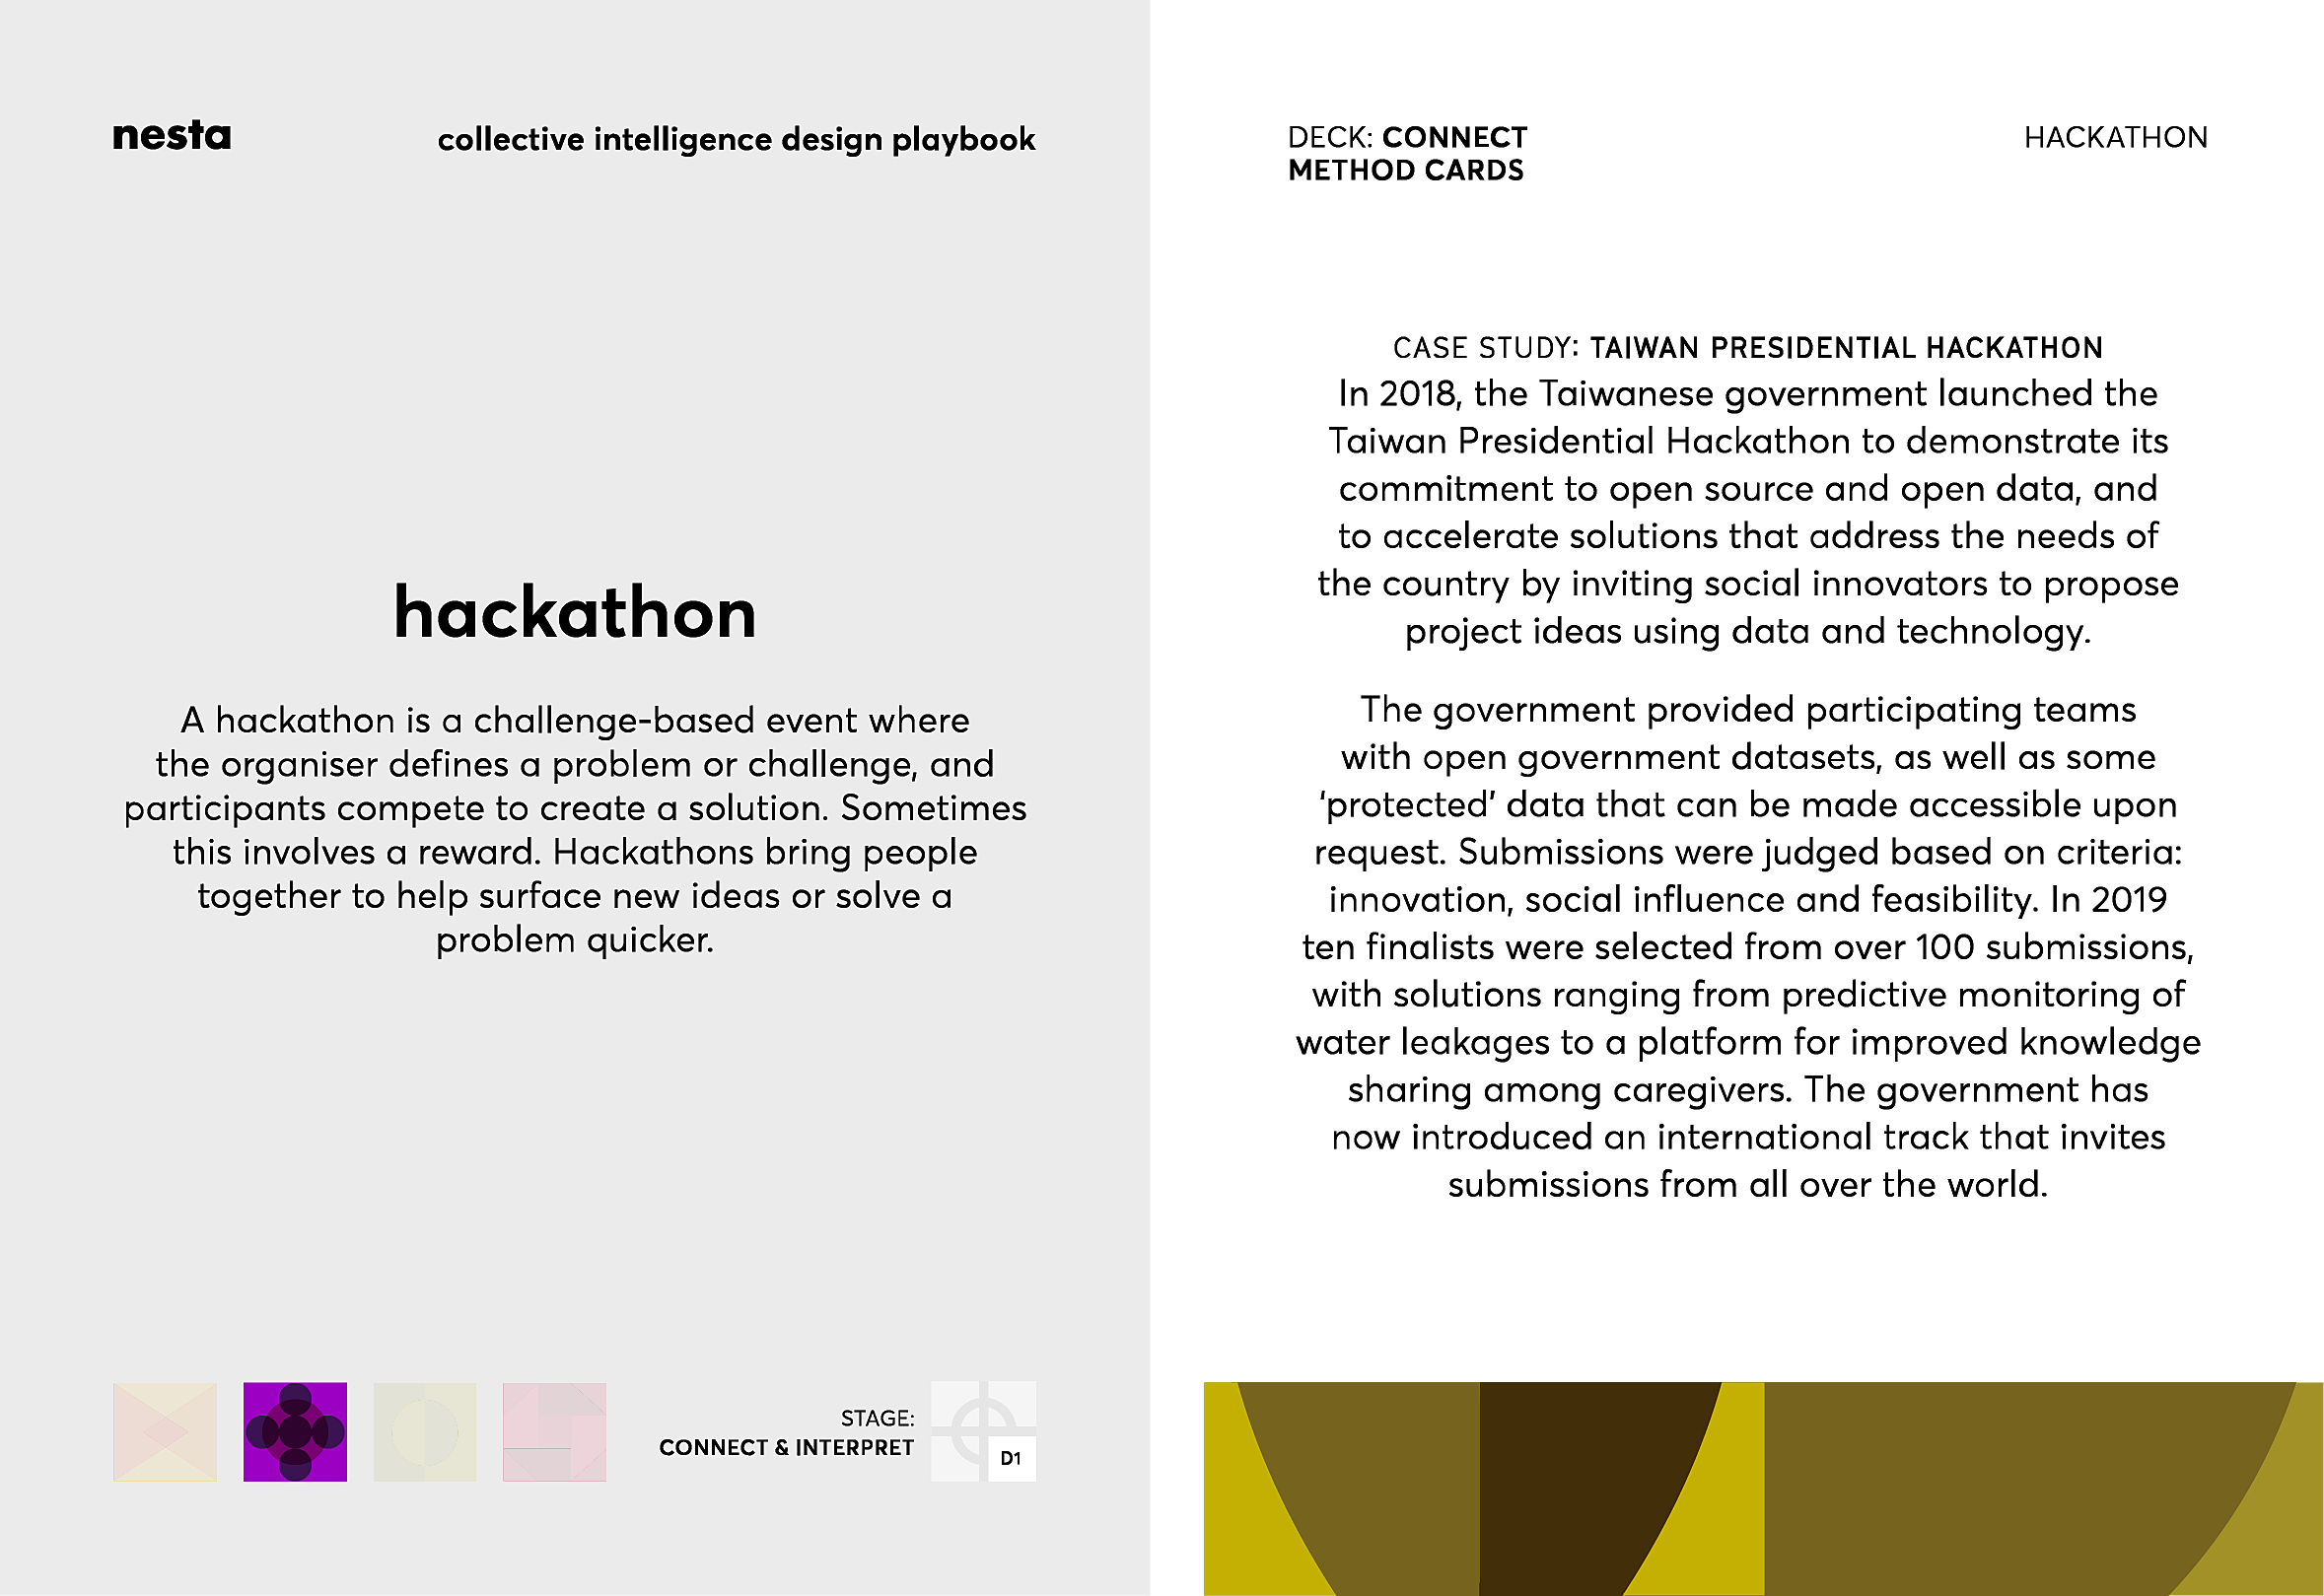 nesta
collective intelligence design playbook
hackathon
A hackathon is a challenge-based event where
the organiser defines a problem or challenge, and
participants compete to create a solution. Sometimes
this involves a reward. Hackathons bring people
together to help surface new ideas or solve a
problem quicker.
STAGE:
CONNECT & INTERPRET
D1
DECK: CONNECT
METHOD CARDS
HACKATHON
CASE STUDY: TAIWAN PRESIDENTIAL HACKATHON
In 2018, the Taiwanese government launched the
Taiwan Presidential Hackathon to demonstrate its
commitment to open source and open data, and
to accelerate solutions that address the needs of
the country by inviting social innovators to propose
project ideas using data and technology.
The government provided participating teams
with open government datasets, as well as some
‘protected’ data that can be made accessible upon
request. Submissions were judged based on criteria:
innovation, social influence and feasibility. In 2019
ten finalists were selected from over 100 submissions,
with solutions ranging from predictive monitoring of
water leakages to a platform for improved knowledge
sharing among caregivers. The government has
now introduced an international track that invites
submissions from all over the world.